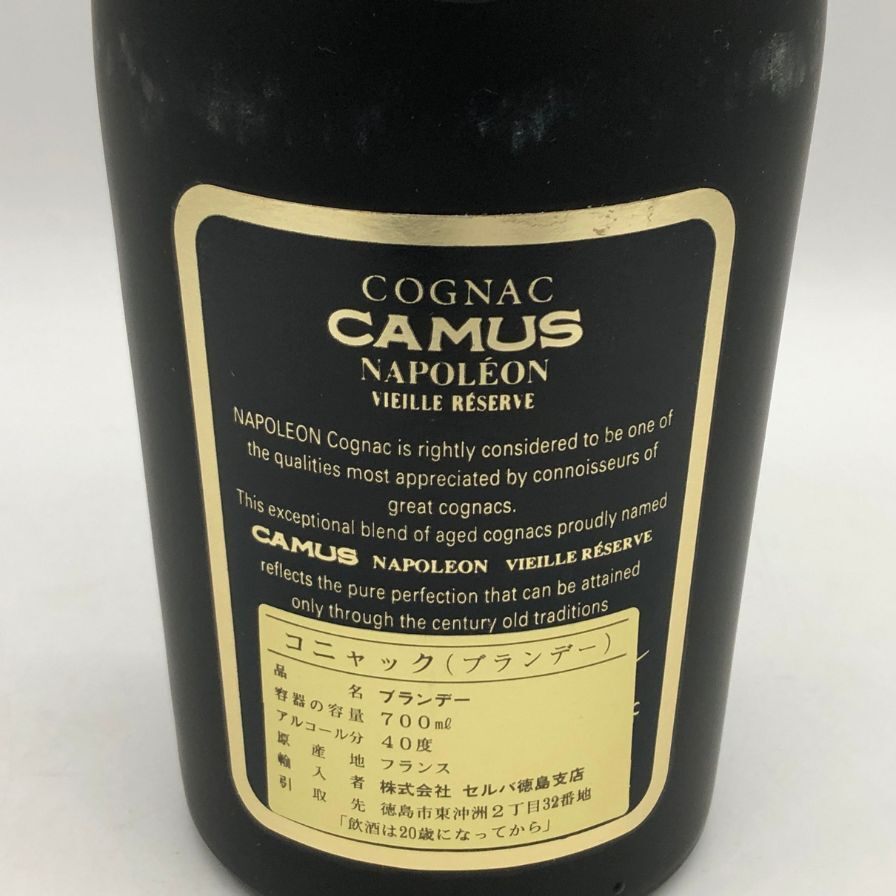 COGNAC
CAMUS
NAPOLÉON
VIEILLE RÉSERVE
NAPOLEON Cognac is rightly considered to be one of
the qualities most appreciated by connoisseurs of
great cognacs.
This exceptional blend of aged cognacs proudly named
CAMUS NAPOLEON VIEILLE RÉSERVE
reflects the pure perfection that can be attained
only through the century old traditions
コニャック(ブランデー)
品名 ブランデー
容器の容量 700㎖
アルコール分 40度
原産地 フランス
輸入者 株式会社 セルバ徳島支店
引取先 徳島市東沖洲2丁目32番地
「飲酒は20歳になってから」